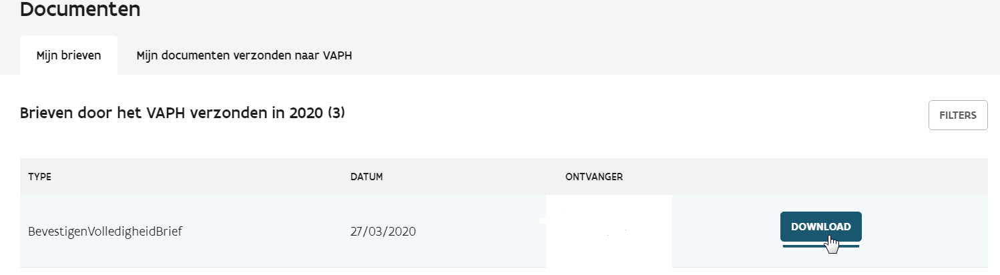 Documenten
Mijn brieven Mijn documenten verzonden naar VAPH
Brieven door het VAPH verzonden in 2020 (3)
FILTERS
TYPE DATUM ONTVANGER
BevestigenVolledigheidBrief 27/03/2020 DOWNLOAD